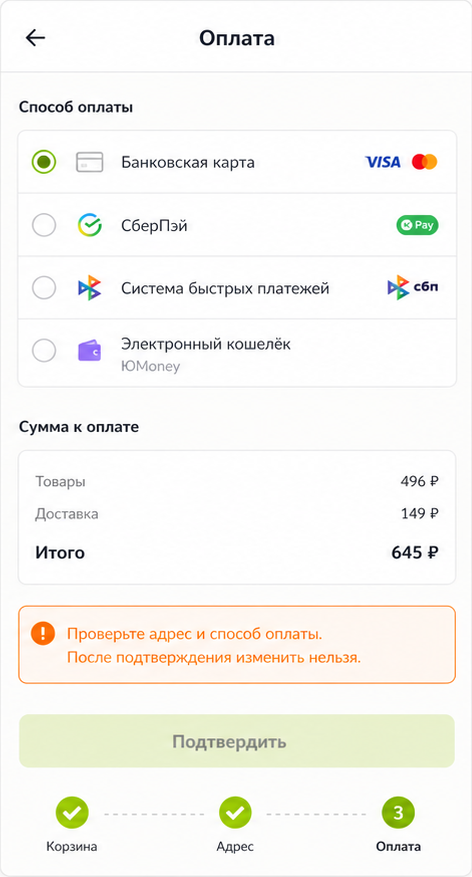 Оплата
Способ оплаты
Банковская карта VISA
СберПэй Pay
Система быстрых платежей сбп
Электронный кошелёк
ЮMoney
Сумма к оплате
Товары 496 ₽
Доставка 149 ₽
Итого 645 ₽
! Проверьте адрес и способ оплаты.
После подтверждения изменить нельзя.
Подтвердить
3
Корзина Адрес Оплата